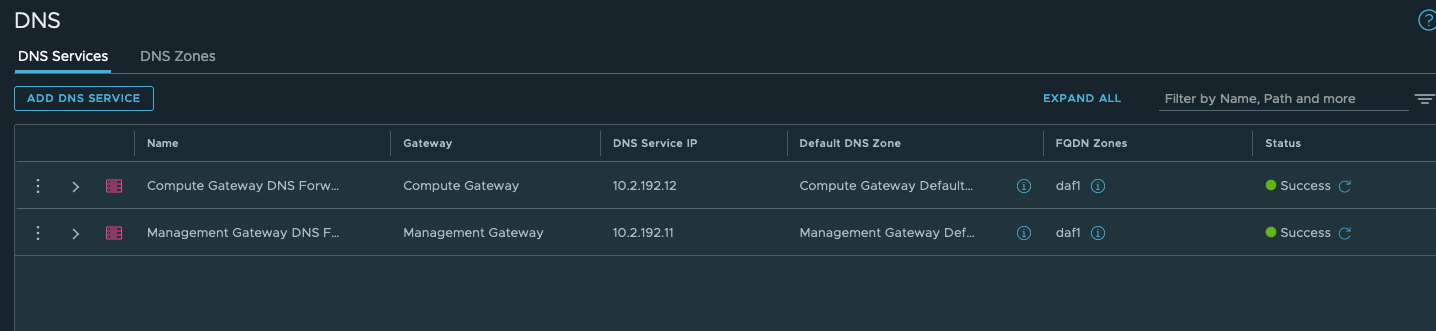 DNS
DNS Services DNS Zones
ADD DNS SERVICE EXPAND ALL Filter by Name, Path and more
Name Gateway DNS Service IP Default DNS Zone FQDN Zones Status
Compute Gateway DNS Forw... Compute Gateway 10.2.192.12 Compute Gateway Default... daf1 Success
Management Gateway DNS F... Management Gateway 10.2.192.11 Management Gateway Def... daf1 Success